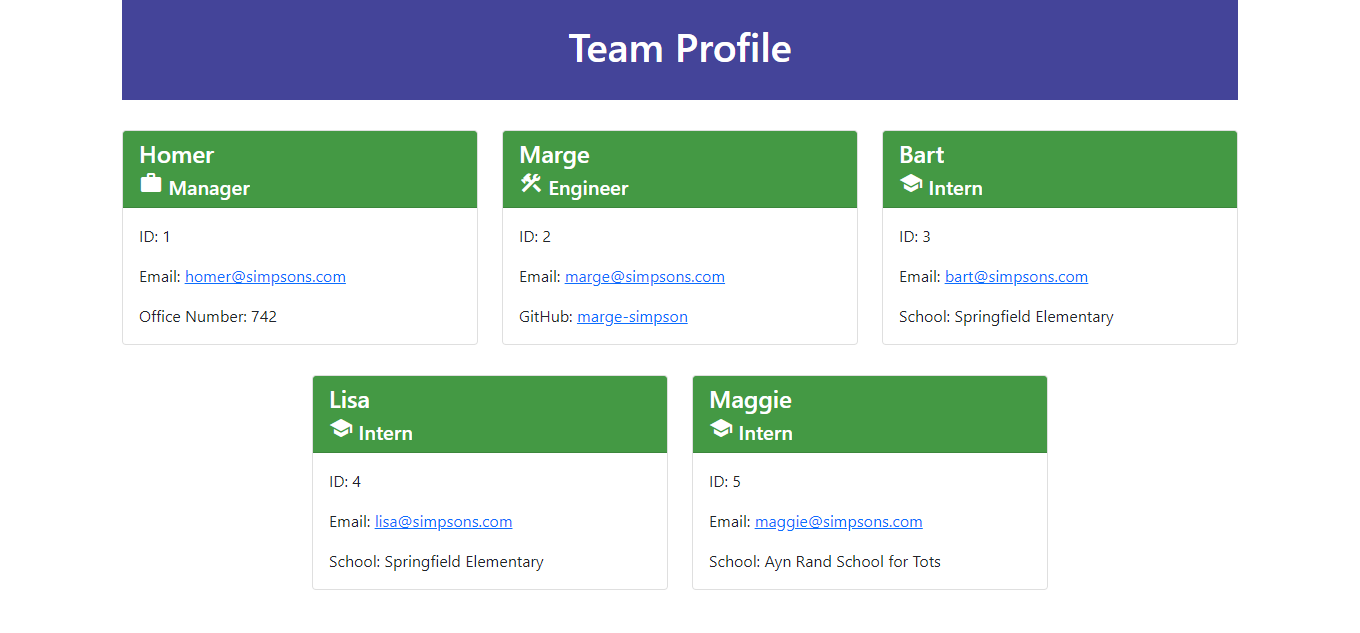 Team Profile
Homer
Manager
ID: 1
Email: homer@simpsons.com
Office Number: 742
Marge
Engineer
ID: 2
Email: marge@simpsons.com
GitHub: marge-simpson
Bart
Intern
ID: 3
Email: bart@simpsons.com
School: Springfield Elementary
Lisa
Intern
ID: 4
Email: lisa@simpsons.com
School: Springfield Elementary
Maggie
Intern
ID: 5
Email: maggie@simpsons.com
School: Ayn Rand School for Tots